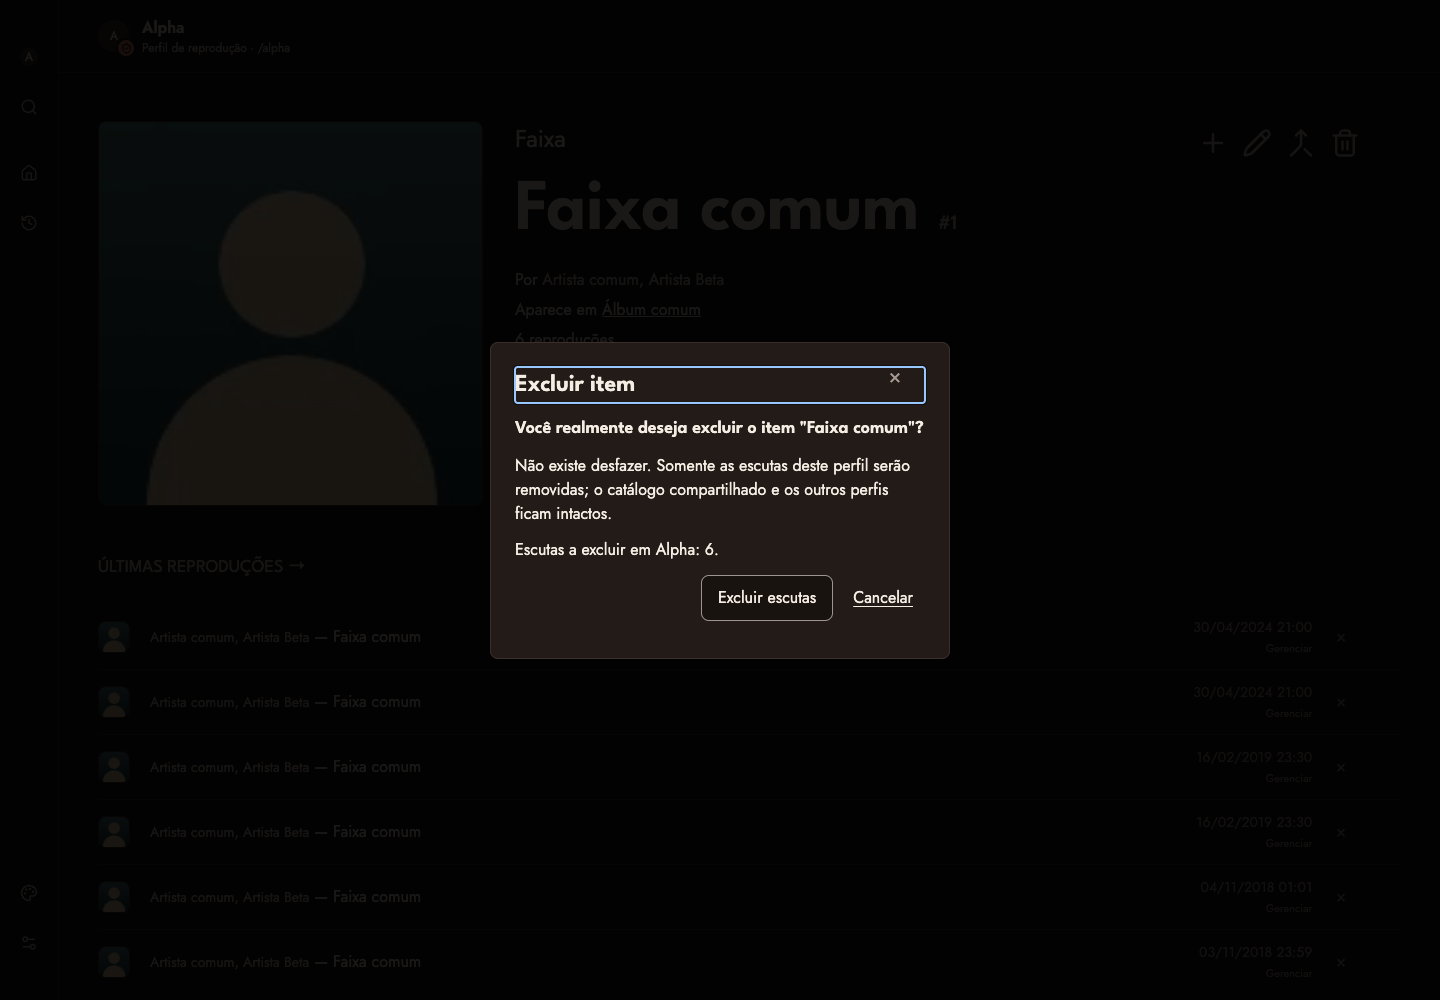 A
Alpha
Perfil de reprodução · /alpha
A
Faixa
Faixa comum #1
Por Artista comum, Artista Beta
Aparece em Álbum comum
6 reproduções
Excluir item ×
Você realmente deseja excluir o item "Faixa comum"?
Não existe desfazer. Somente as escutas deste perfil serão
removidas; o catálogo compartilhado e os outros perfis
ficam intactos.
Escutas a excluir em Alpha: 6.
Excluir escutas Cancelar
ÚLTIMAS REPRODUÇÕES →
Artista comum, Artista Beta — Faixa comum 30/04/2024 21:00 ×
Gerenciar
Artista comum, Artista Beta — Faixa comum 30/04/2024 21:00 ×
Gerenciar
Artista comum, Artista Beta — Faixa comum 16/02/2019 23:30 ×
Gerenciar
Artista comum, Artista Beta — Faixa comum 16/02/2019 23:30 ×
Gerenciar
Artista comum, Artista Beta — Faixa comum 04/11/2018 01:01 ×
Gerenciar
Artista comum, Artista Beta — Faixa comum 03/11/2018 23:59 ×
Gerenciar